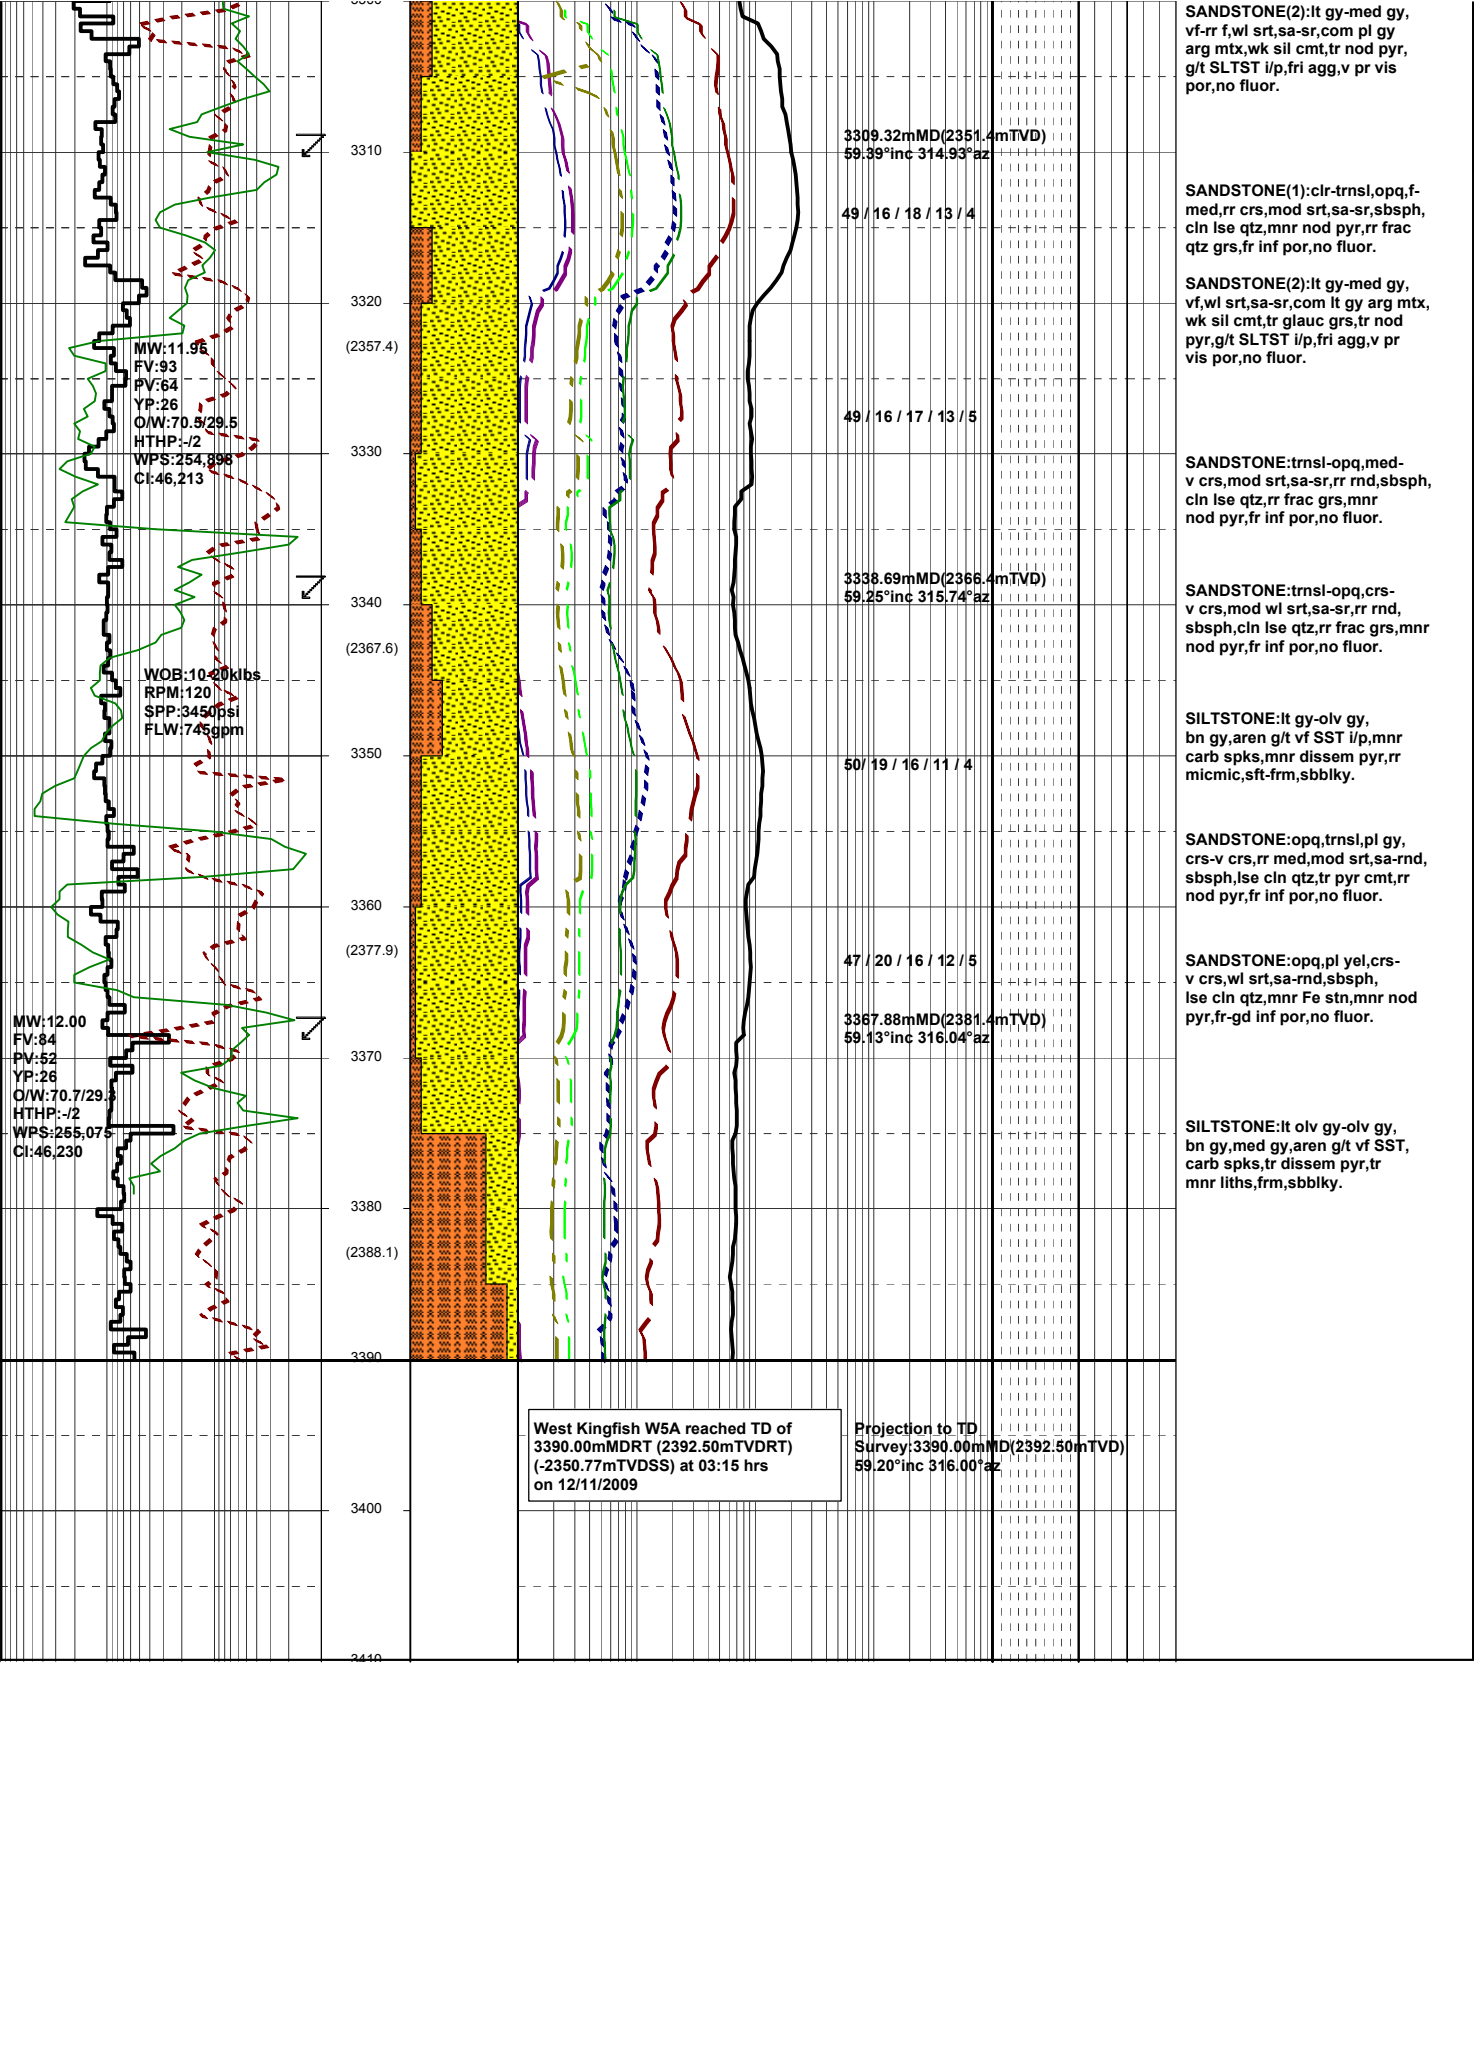 SANDSTONE(2):lt gy-med gy,
vf-rr f,wl srt,sa-sr,com pl gy
arg mtx,wk sil cmt,tr nod pyr,
g/t SLTST i/p,fri agg,v pr vis
por,no fluor.
3309.32mMD(2351.4mTVD)
59.39°inc 314.93°az
3310
SANDSTONE(1):clr-trnsl,opq,f-
med,rr crs,mod srt,sa-sr,sbsph,
cln lse qtz,mnr nod pyr,rr frac
qtz grs,fr inf por,no fluor.
49 / 16 / 18 / 13 / 4
SANDSTONE(2):lt gy-med gy,
vf,wl srt,sa-sr,com lt gy arg mtx,
wk sil cmt,tr glauc grs,tr nod
pyr,g/t SLTST i/p,fri agg,v pr
vis por,no fluor.
3320
(2357.4)
MW:11.95
FV:93
PV:64
YP:26
O/W:70.5/29.5
HTHP:-/2
WPS:254,898
Cl:46,213
49 / 16 / 17 / 13 / 5
3330
SANDSTONE:trnsl-opq,med-
v crs,mod srt,sa-sr,rr rnd,sbsph,
cln lse qtz,rr frac grs,mnr
nod pyr,fr inf por,no fluor.
3338.69mMD(2366.4mTVD)
59.25°inc 315.74°az
3340
SANDSTONE:trnsl-opq,crs-
v crs,mod wl srt,sa-sr,rr rnd,
sbsph,cln lse qtz,rr frac grs,mnr
nod pyr,fr inf por,no fluor.
(2367.6)
WOB:10-20klbs
RPM:120
SPP:3450psi
FLW:745gpm
SILTSTONE:lt gy-olv gy,
bn gy,aren g/t vf SST i/p,mnr
carb spks,mnr dissem pyr,rr
micmic,sft-frm,sbblky.
3350
50/ 19 / 16 / 11 / 4
SANDSTONE:opq,trnsl,pl gy,
crs-v crs,rr med,mod srt,sa-rnd,
sbsph,lse cln qtz,tr pyr cmt,rr
nod pyr,fr inf por,no fluor.
3360
(2377.9)
47 / 20 / 16 / 12 / 5
SANDSTONE:opq,pl yel,crs-
v crs,wl srt,sa-rnd,sbsph,
lse cln qtz,mnr Fe stn,mnr nod
pyr,fr-gd inf por,no fluor.
3367.88mMD(2381.4mTVD)
59.13°inc 316.04°az
MW:12.00
FV:84
PV:52
YP:26
O/W:70.7/29.3
HTHP:-/2
WPS:255,075
Cl:46,230
3370
SILTSTONE:lt olv gy-olv gy,
bn gy,med gy,aren g/t vf SST,
carb spks,tr dissem pyr,tr
mnr liths,frm,sbblky.
3380
(2388.1)
3390
West Kingfish W5A reached TD of
3390.00mMDRT (2392.50mTVDRT)
(-2350.77mTVDSS) at 03:15 hrs
on 12/11/2009
Projection to TD
Survey:3390.00mMD(2392.50mTVD)
59.20°inc 316.00°az
3400
3410